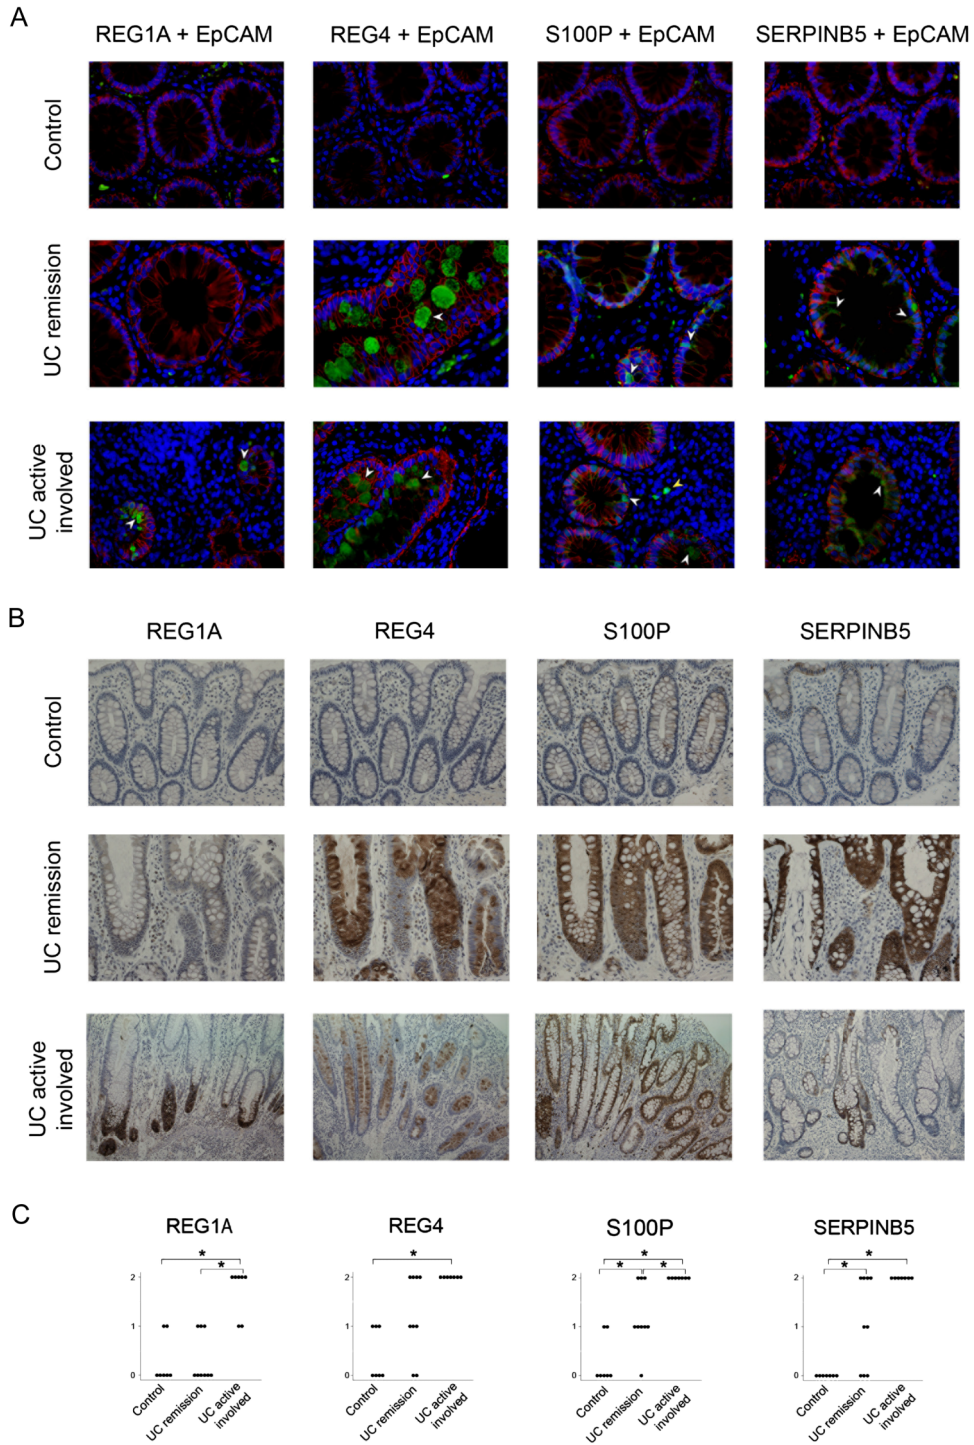 A
REG1A + EpCAM
REG4 + EpCAM
S100P + EpCAM
SERPINB5 + EpCAM
Control
UC remission
UC active
involved
B
REG1A
REG4
S100P
SERPINB5
Control
UC remission
UC active
involved
C
REG1A
REG4
S100P
SERPINB5
*
*
*
*
*
*
*
*
2
1
0
2
1
0
2
1
0
2
1
0
Control
UC remission
UC active
involved
Control
UC remission
UC active
involved
Control
UC remission
UC active
involved
Control
UC remission
UC active
involved